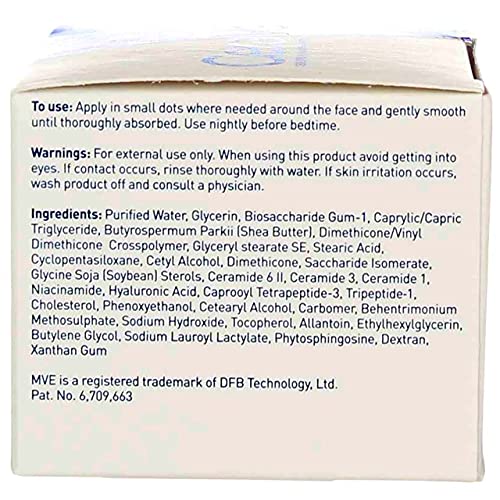 To use: Apply in small dots where needed around the face and gently smooth
until thoroughly absorbed. Use nightly before bedtime.
Warnings: For external use only. When using this product avoid getting into
eyes. If contact occurs, rinse thoroughly with water. If skin irritation occurs,
wash product off and consult a physician.
Ingredients: Purified Water, Glycerin, Biosaccharide Gum-1, Caprylic/Capric
Triglyceride, Butyrospermum Parkii (Shea Butter), Dimethicone/Vinyl
Dimethicone Crosspolymer, Glyceryl stearate SE, Stearic Acid,
Cyclopentasiloxane, Cetyl Alcohol, Dimethicone, Saccharide Isomerate,
Glycine Soja (Soybean) Sterols, Ceramide 6 II, Ceramide 3, Ceramide 1,
Niacinamide, Hyaluronic Acid, Caprooyl Tetrapeptide-3, Tripeptide-1,
Cholesterol, Phenoxyethanol, Cetearyl Alcohol, Carbomer, Behentrimonium
Methosulphate, Sodium Hydroxide, Tocopherol, Allantoin, Ethylhexylglycerin,
Butylene Glycol, Sodium Lauroyl Lactylate, Phytosphingosine, Dextran,
Xanthan Gum
MVE is a registered trademark of DFB Technology, Ltd.
Pat. No. 6,709,663